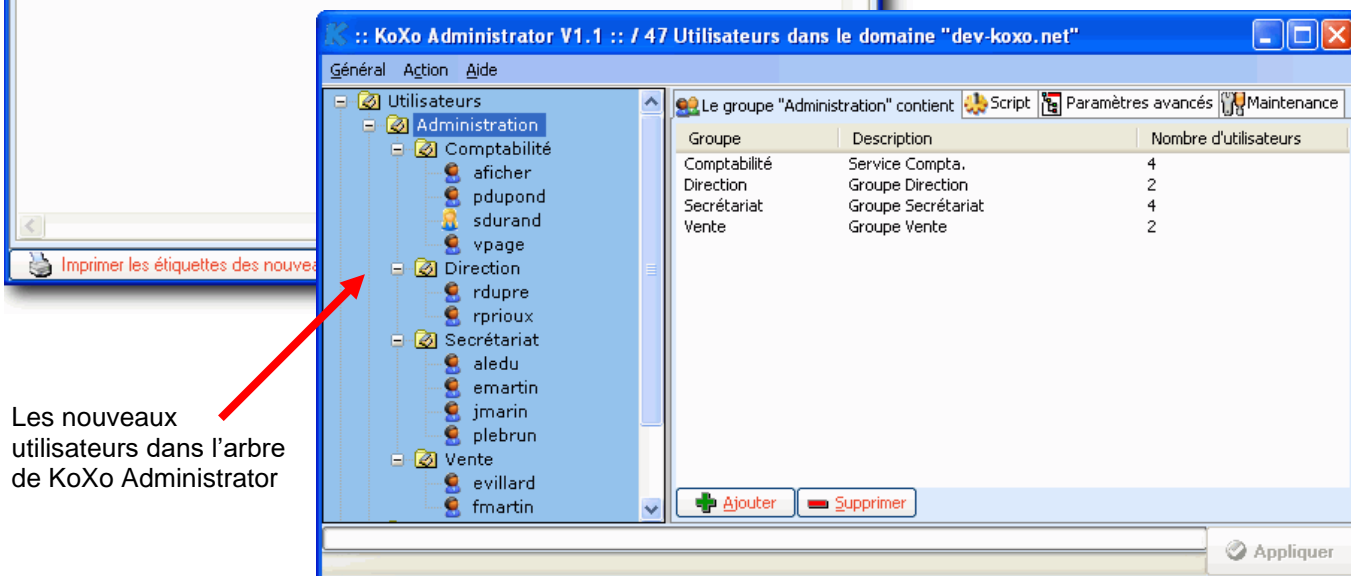 :: KoXo Administrator V1.1 :: / 47 Utilisateurs dans le domaine "dev-koxo.net"
Général Action Aide
Utilisateurs
Administration
Comptabilité
aficher
pdupond
sdurand
vpage
Direction
rdupre
rprioux
Secrétariat
aledu
emartin
jmarin
plebrun
Vente
evillard
fmartin
Le groupe "Administration" contient Script Paramètres avancés Maintenance
Groupe Description Nombre d'utilisateurs
Comptabilité Service Compta. 4
Direction Groupe Direction 2
Secrétariat Groupe Secrétariat 4
Vente Groupe Vente 2
Ajouter Supprimer
Appliquer
Imprimer les étiquettes des
Les nouveaux
utilisateurs dans l'arbre
de KoXo Administrator